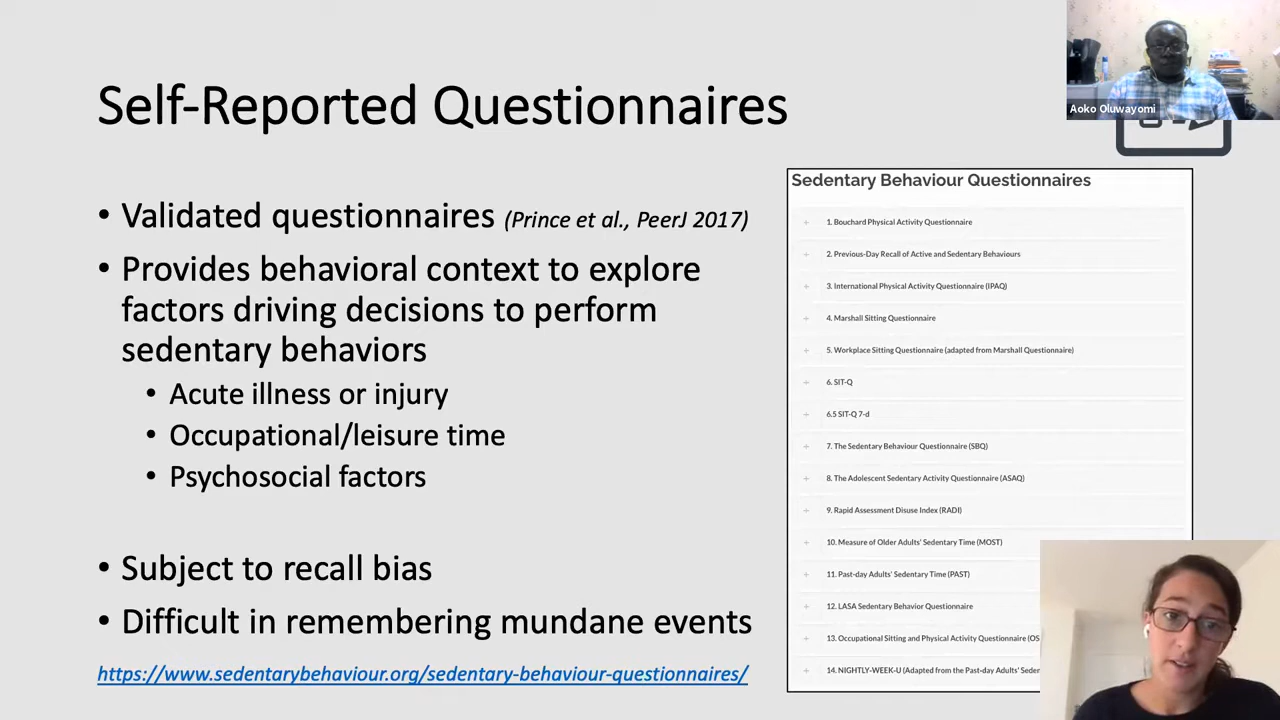 Self-Reported Questionnaires
• Validated questionnaires (Prince et al., PeerJ 2017)
• Provides behavioral context to explore
factors driving decisions to perform
sedentary behaviors
• Acute illness or injury
• Occupational/leisure time
• Psychosocial factors
• Subject to recall bias
• Difficult in remembering mundane events
https://www.sedentarybehaviour.org/sedentary-behaviour-questionnaires/
Aoko Oluwayomi
Sedentary Behaviour Questionnaires
+ 1. Bouchard Physical Activity Questionnaire
+ 2. Previous-Day Recall of Active and Sedentary Behaviours
+ 3. International Physical Activity Questionnaire (IPAQ)
+ 4. Marshall Sitting Questionnaire
+ 5. Workplace Sitting Questionnaire (adapted from Marshall Questionnaire)
+ 6. SIT-Q
+ 6.5 SIT-Q 7-d
+ 7. The Sedentary Behaviour Questionnaire (SBQ)
+ 8. The Adolescent Sedentary Activity Questionnaire (ASAQ)
+ 9. Rapid Assessment Disuse Index (RADI)
+ 10. Measure of Older Adults' Sedentary Time (MOST)
+ 11. Past-day Adults' Sedentary Time (PAST)
+ 12. LASA Sedentary Behavior Questionnaire
+ 13. Occupational Sitting and Physical Activity Questionnaire (OS
+ 14. NIGHTLY-WEEK-U (Adapted from the Past-day Adults' Seden